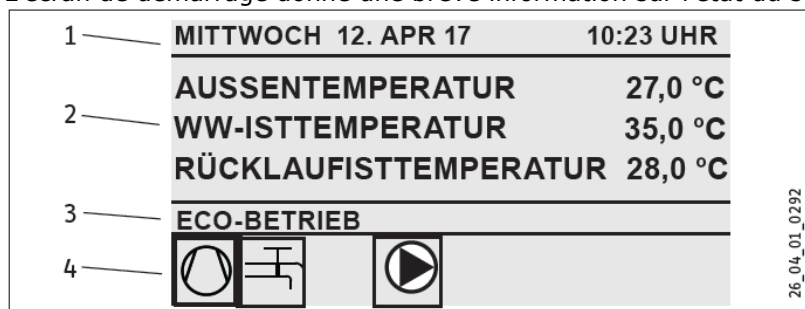 1 MITTWOCH 12. APR 17 10:23 UHR
AUSSENTEMPERATUR 27,0 °C
2 WW-ISTTEMPERATUR 35,0 °C
RÜCKLAUFISTTEMPERATUR 28,0 °C
3 ECO-BETRIEB
4
26_04_01_0292